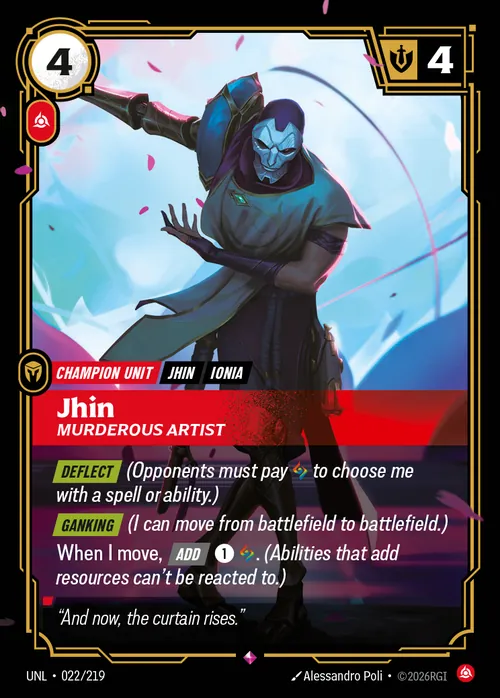 4
4
CHAMPION UNIT JHIN IONIA
Jhin
MURDEROUS ARTIST
DEFLECT (Opponents must pay to choose me
with a spell or ability.)
GANKING (I can move from battlefield to battlefield.)
When I move, ADD 1 . (Abilities that add
resources can't be reacted to.)
“And now, the curtain rises.”
UNL • 022/219
Alessandro Poli • ©2026RGI